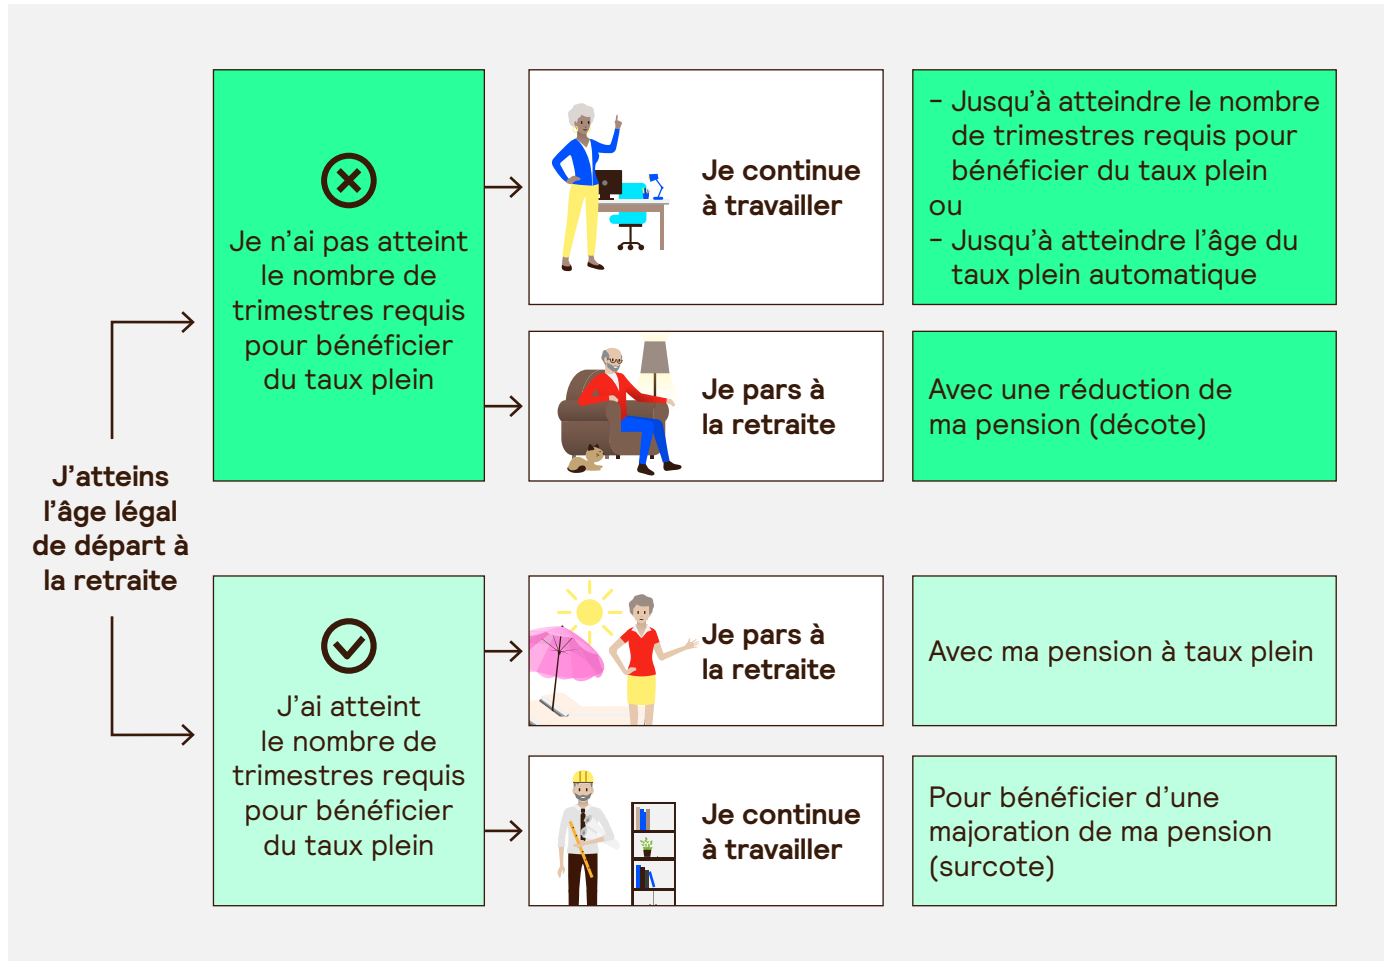 J'atteins
l'âge légal
de départ à
la retraite
Je n'ai pas atteint
le nombre de
trimestres requis
pour bénéficier
du taux plein
Je continue
à travailler
- Jusqu'à atteindre le nombre
de trimestres requis pour
bénéficier du taux plein
ou
- Jusqu'à atteindre l'âge du
taux plein automatique
Je pars à
la retraite
Avec une réduction de
ma pension (décote)
J'ai atteint
le nombre de
trimestres requis
pour bénéficier
du taux plein
Je pars à
la retraite
Avec ma pension à taux plein
Je continue
à travailler
Pour bénéficier d'une
majoration de ma pension
(surcote)